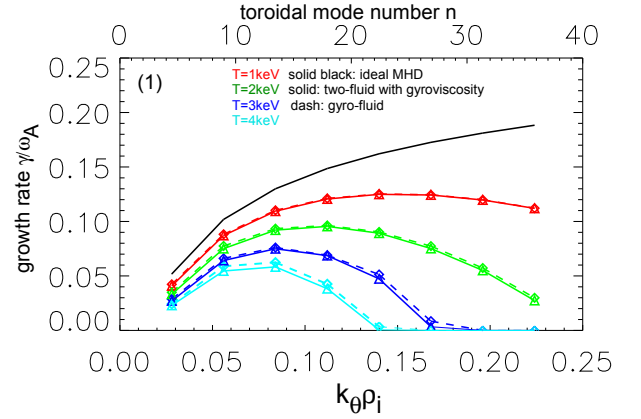 toroidal mode number n
0 10 20 30 40
0.25
0.20
0.15
0.10
0.05
0.00
growth rate γ/ωA
(1)
T=1keV solid black: ideal MHD
T=2keV solid: two-fluid with gyroviscosity
T=3keV dash: gyro-fluid
T=4keV
0.00 0.05 0.10 0.15 0.20 0.25
kθρi